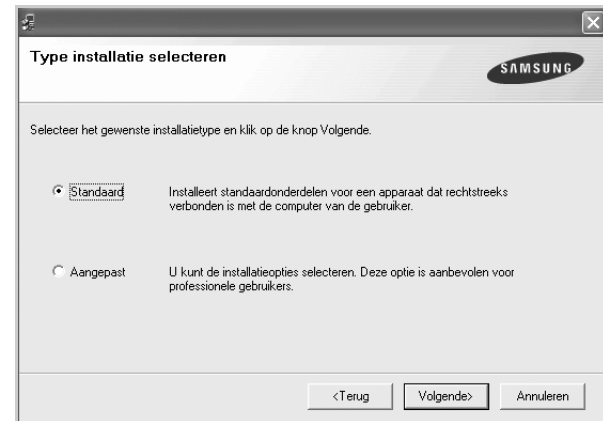 Type installatie selecteren
SAMSUNG
Selecteer het gewenste installatietype en klik op de knop Volgende.
Standaard
Installeert standaardonderdelen voor een apparaat dat rechtstreeks
verbonden is met de computer van de gebruiker.
Aangepast
U kunt de installatieopties selecteren. Deze optie is aanbevolen voor
professionele gebruikers.
<Terug
Volgende>
Annuleren